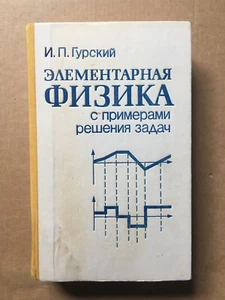 И. П. Гурский
ЭЛЕМЕНТАРНАЯ
ФИЗИКА
с примерами
решения задач